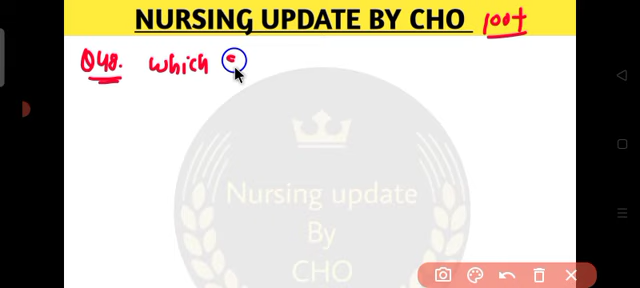 NURSING UPDATE BY CHO 100+
Q48. Which
Nursing update
By
CHO